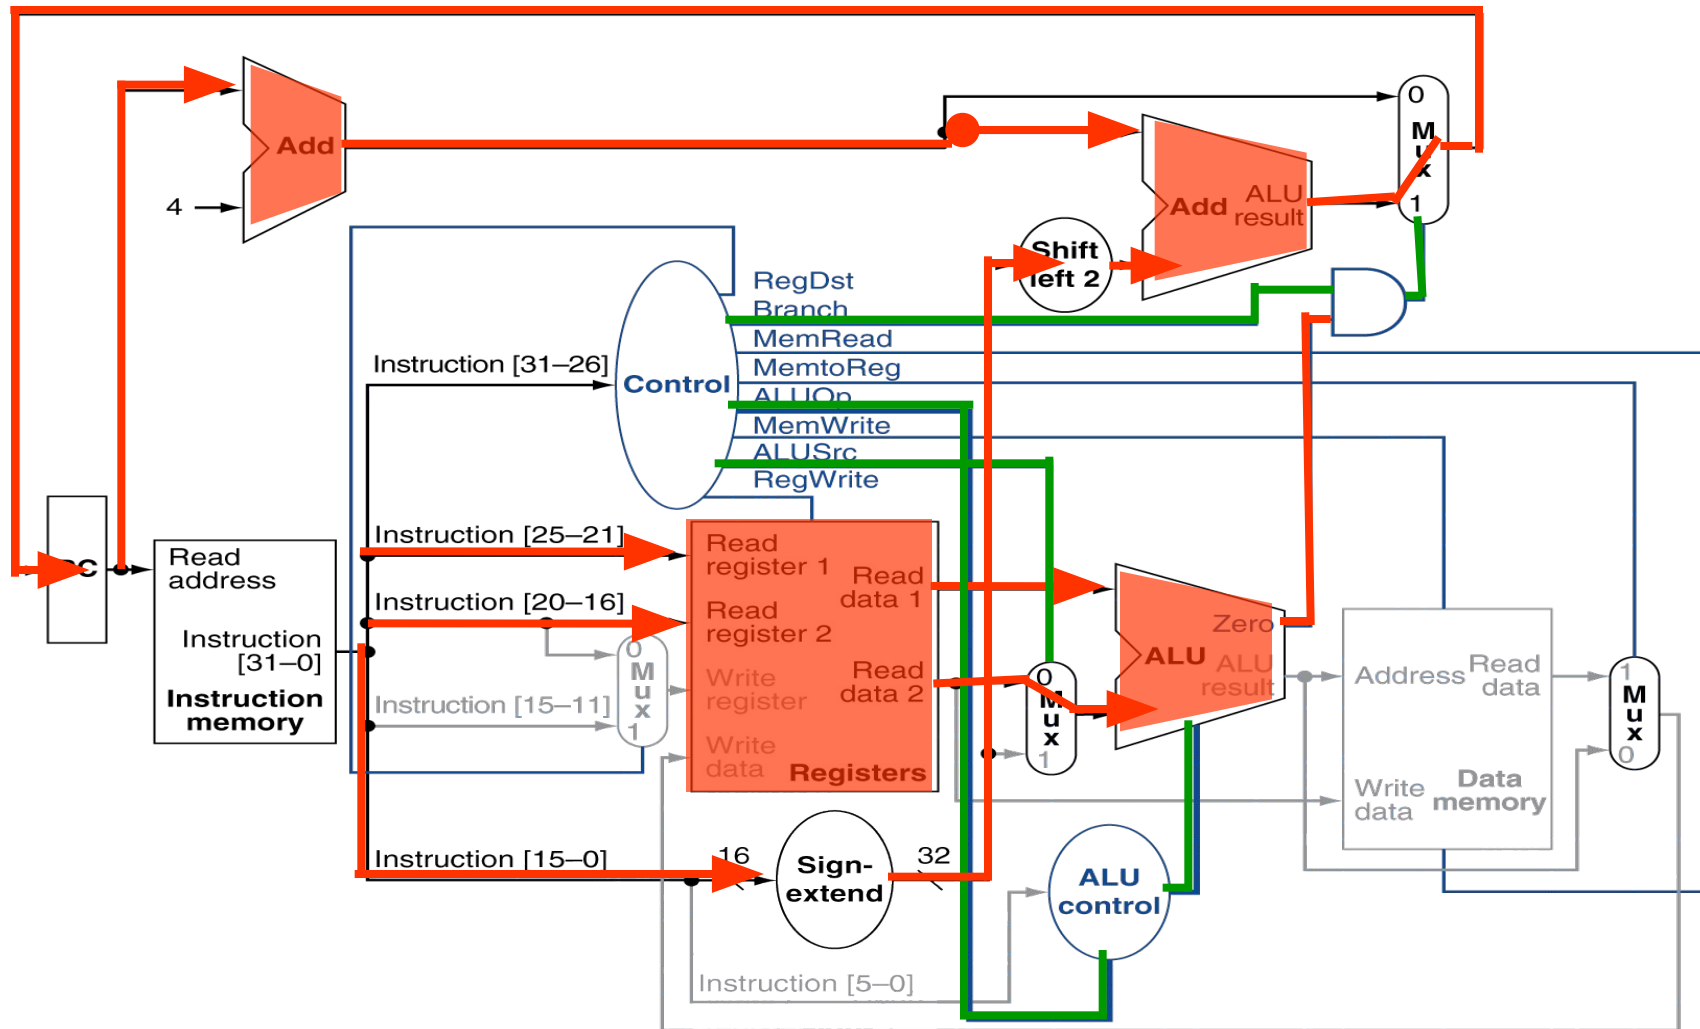 0
M
u
x
1
Add
Add
ALU
result
4
Shift
left 2
RegDst
Branch
MemRead
MemtoReg
ALUOp
MemWrite
ALUSrc
RegWrite
Instruction [31–26]
Control
PC
Read
address
Instruction
[31–0]
Instruction
memory
Instruction [25–21]
Instruction [20–16]
Instruction [15–11]
0
M
u
x
1
Read
register 1
Read
register 2
Write
register
Write
data
Read
data 1
Read
data 2
Registers
0
M
u
x
1
Zero
ALU
ALU
result
Address
Read
data
Write
data
Data
memory
1
M
u
x
0
Instruction [15–0]
16
Sign-
extend
32
ALU
control
Instruction [5–0]